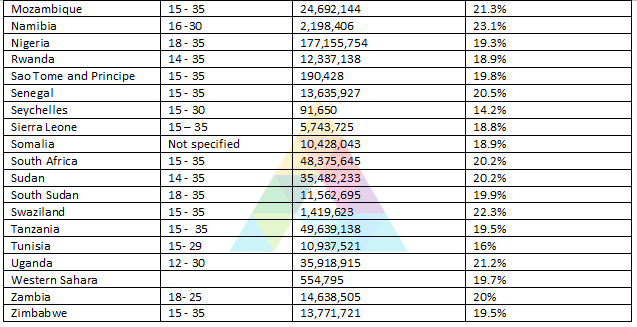 Mozambique 15 - 35 24,692,144 21.3%
Namibia 16 -30 2,198,406 23.1%
Nigeria 18 - 35 177,155,754 19.3%
Rwanda 14 - 35 12,337,138 18.9%
Sao Tome and Principe 15 - 35 190,428 19.8%
Senegal 15 - 35 13,635,927 20.5%
Seychelles 15 - 30 91,650 14.2%
Sierra Leone 15 – 35 5,743,725 18.8%
Somalia Not specified 10,428,043 18.9%
South Africa 15 - 35 48,375,645 20.2%
Sudan 14 - 35 35,482,233 20.2%
South Sudan 18 - 35 11,562,695 19.9%
Swaziland 15 - 35 1,419,623 22.3%
Tanzania 15 - 35 49,639,138 19.5%
Tunisia 15- 29 10,937,521 16%
Uganda 12 - 30 35,918,915 21.2%
Western Sahara 554,795 19.7%
Zambia 18- 25 14,638,505 20%
Zimbabwe 15 - 35 13,771,721 19.5%